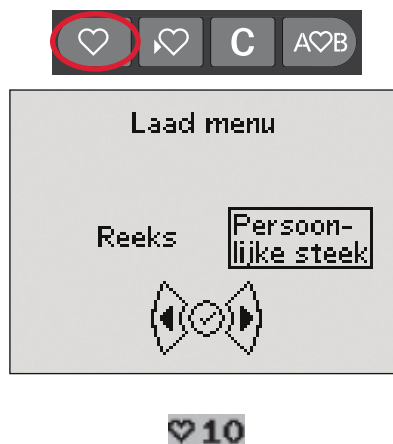 ♡ ♡ C A♡B
Laad menu
Reeks
Persoon-
lijke steek
♡10